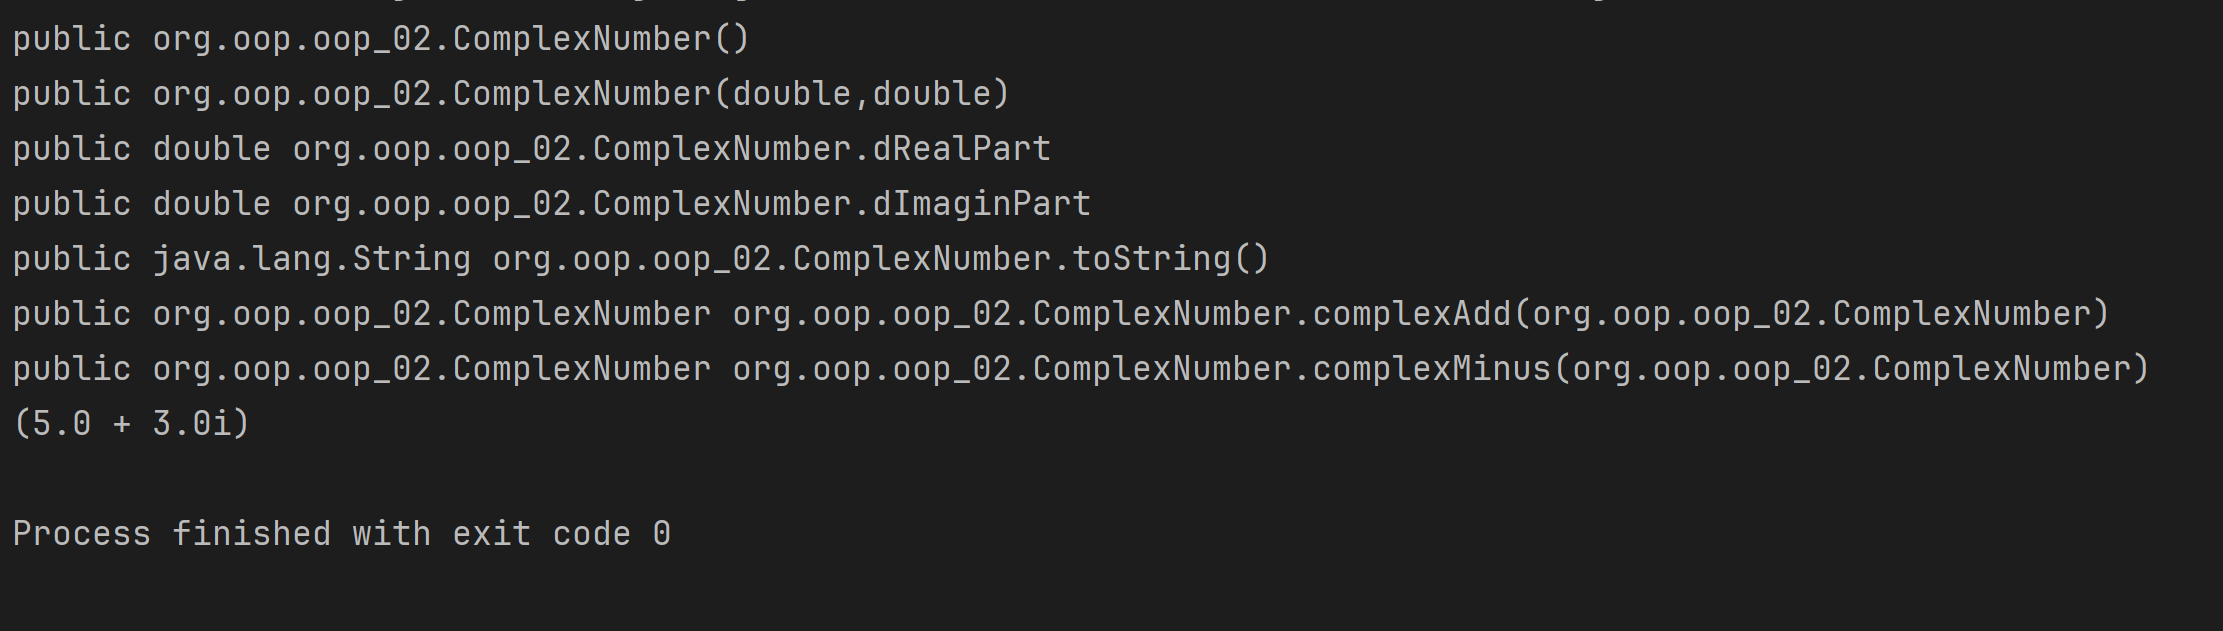 public org.oop.oop_02.ComplexNumber()
public org.oop.oop_02.ComplexNumber(double,double)
public double org.oop.oop_02.ComplexNumber.dRealPart
public double org.oop.oop_02.ComplexNumber.dImaginPart
public java.lang.String org.oop.oop_02.ComplexNumber.toString()
public org.oop.oop_02.ComplexNumber org.oop.oop_02.ComplexNumber.complexAdd(org.oop.oop_02.ComplexNumber)
public org.oop.oop_02.ComplexNumber org.oop.oop_02.ComplexNumber.complexMinus(org.oop.oop_02.ComplexNumber)
(5.0 + 3.0i)
Process finished with exit code 0